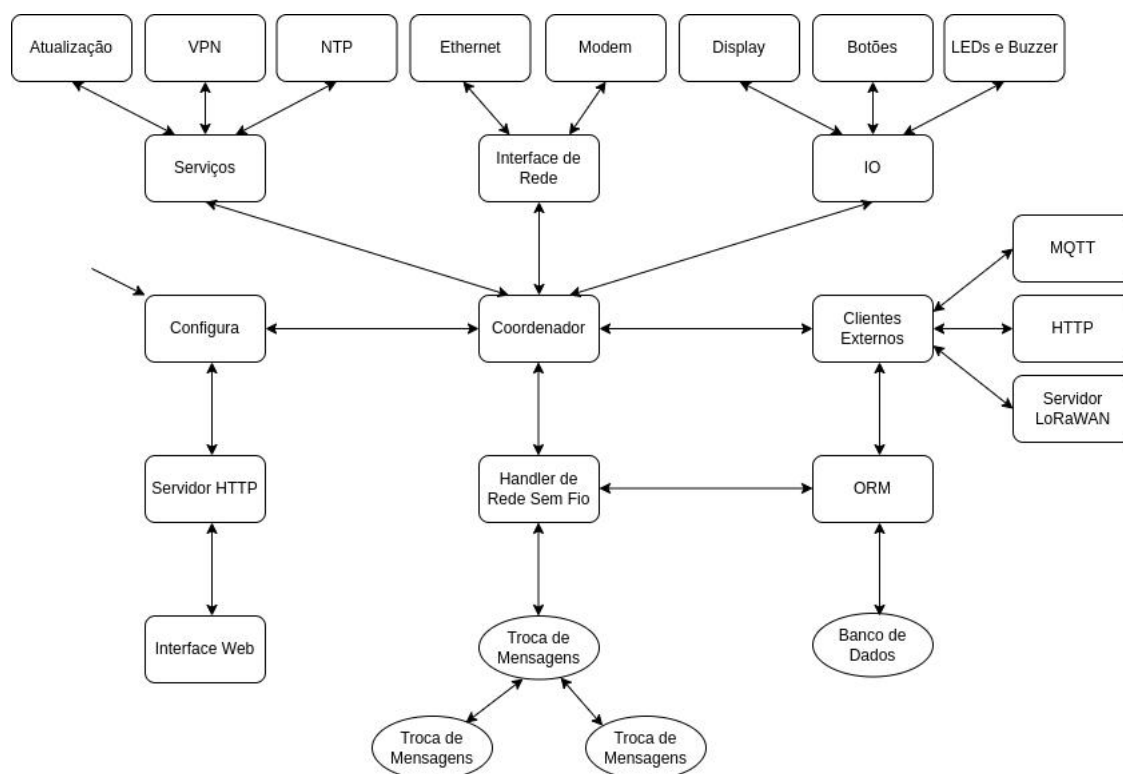 Atualização
VPN
NTP
Ethernet
Modem
Display
Botões
LEDs e Buzzer
Serviços
Interface de
Rede
IO
MQTT
Configura
Coordenador
Clientes
Externos
HTTP
Servidor
LoRaWAN
Servidor HTTP
Handler de
Rede Sem Fio
ORM
Interface Web
Troca de
Mensagens
Banco de
Dados
Troca de
Mensagens
Troca de
Mensagens